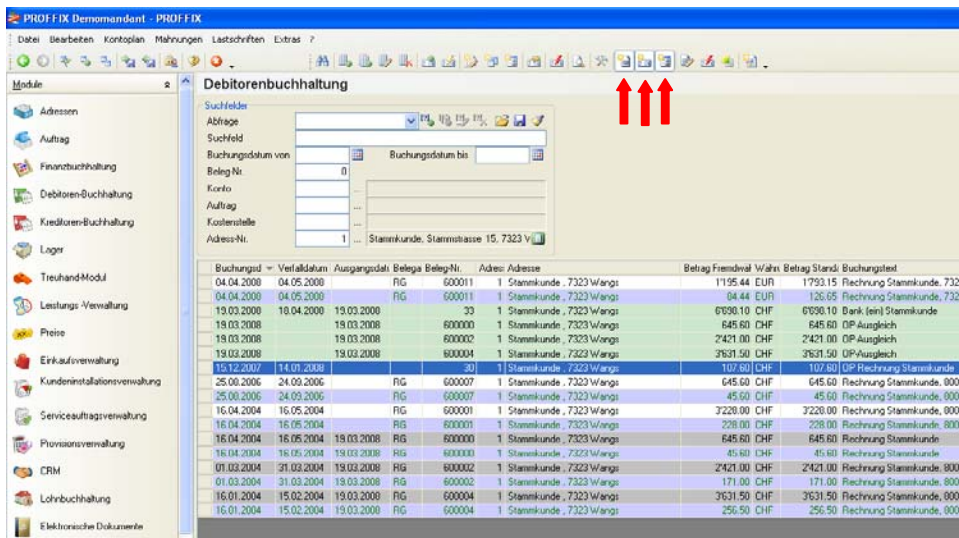 PROFFIX Demomandant - PROFFIX
Datei Bearbeiten Kontoplan Mahnungen Lastschriften Extras ?
Module
Adressen
Auftrag
Finanzbuchhaltung
Debitoren-Buchhaltung
Kreditoren-Buchhaltung
Lager
Treuhand-Modul
Leistungs-Verwaltung
Preise
Einkaufsverwaltung
Kundeninstallationsverwaltung
Serviceauftragsverwaltung
Provisionsverwaltung
CRM
Lohnbuchhaltung
Elektronische Dokumente
Debitorenbuchhaltung
Suchfelder
Abfrage
Suchfeld
Buchungsdatum von Buchungsdatum bis
Beleg-Nr. 0
Konto ...
Auftrag ...
Kostenstelle ...
Adress-Nr. 1 ... Stammkunde, Stammstrasse 15, 7323 V
Buchungsd Verfalldatum Ausgangsdat Belega Beleg-Nr. Adres Adresse Betrag Fremdwäl Währu Betrag Standa Buchungstext
04.04.2008 04.05.2008 RG 600011 1 Stammkunde , 7323 Wangs 1'195.44 EUR 1'793.15 Rechnung Stammkunde, 732
04.04.2008 04.05.2008 RG 600011 1 Stammkunde , 7323 Wangs 84.44 EUR 126.65 Rechnung Stammkunde, 732
19.03.2008 18.04.2008 19.03.2008 33 1 Stammkunde , 7323 Wangs 6'698.10 CHF 6'698.10 Bank (ein) Stammkunde
19.03.2008 19.03.2008 600000 1 Stammkunde , 7323 Wangs 645.60 CHF 645.60 OP-Ausgleich
19.03.2008 19.03.2008 600002 1 Stammkunde , 7323 Wangs 2'421.00 CHF 2'421.00 OP-Ausgleich
19.03.2008 19.03.2008 600004 1 Stammkunde , 7323 Wangs 3'631.50 CHF 3'631.50 OP-Ausgleich
15.12.2007 14.01.2008 30 1 Stammkunde , 7323 Wangs 107.60 CHF 107.60 OP Rechnung Stammkunde
25.08.2006 24.09.2006 RG 600007 1 Stammkunde , 7323 Wangs 645.60 CHF 645.60 Rechnung Stammkunde, 800
25.08.2006 24.09.2006 RG 600007 1 Stammkunde , 7323 Wangs 45.60 CHF 45.60 Rechnung Stammkunde, 800
16.04.2004 16.05.2004 RG 600001 1 Stammkunde , 7323 Wangs 3'228.00 CHF 3'228.00 Rechnung Stammkunde, 800
16.04.2004 16.05.2004 RG 600001 1 Stammkunde , 7323 Wangs 228.00 CHF 228.00 Rechnung Stammkunde, 800
16.04.2004 16.05.2004 19.03.2008 RG 600000 1 Stammkunde , 7323 Wangs 645.60 CHF 645.60 Rechnung Stammkunde
16.04.2004 16.05.2004 19.03.2008 RG 600000 1 Stammkunde , 7323 Wangs 45.60 CHF 45.60 Rechnung Stammkunde
01.03.2004 31.03.2004 19.03.2008 RG 600002 1 Stammkunde , 7323 Wangs 2'421.00 CHF 2'421.00 Rechnung Stammkunde, 800
01.03.2004 31.03.2004 19.03.2008 RG 600002 1 Stammkunde , 7323 Wangs 171.00 CHF 171.00 Rechnung Stammkunde, 800
16.01.2004 15.02.2004 19.03.2008 RG 600004 1 Stammkunde , 7323 Wangs 3'631.50 CHF 3'631.50 Rechnung Stammkunde, 800
16.01.2004 15.02.2004 19.03.2008 RG 600004 1 Stammkunde , 7323 Wangs 256.50 CHF 256.50 Rechnung Stammkunde, 800